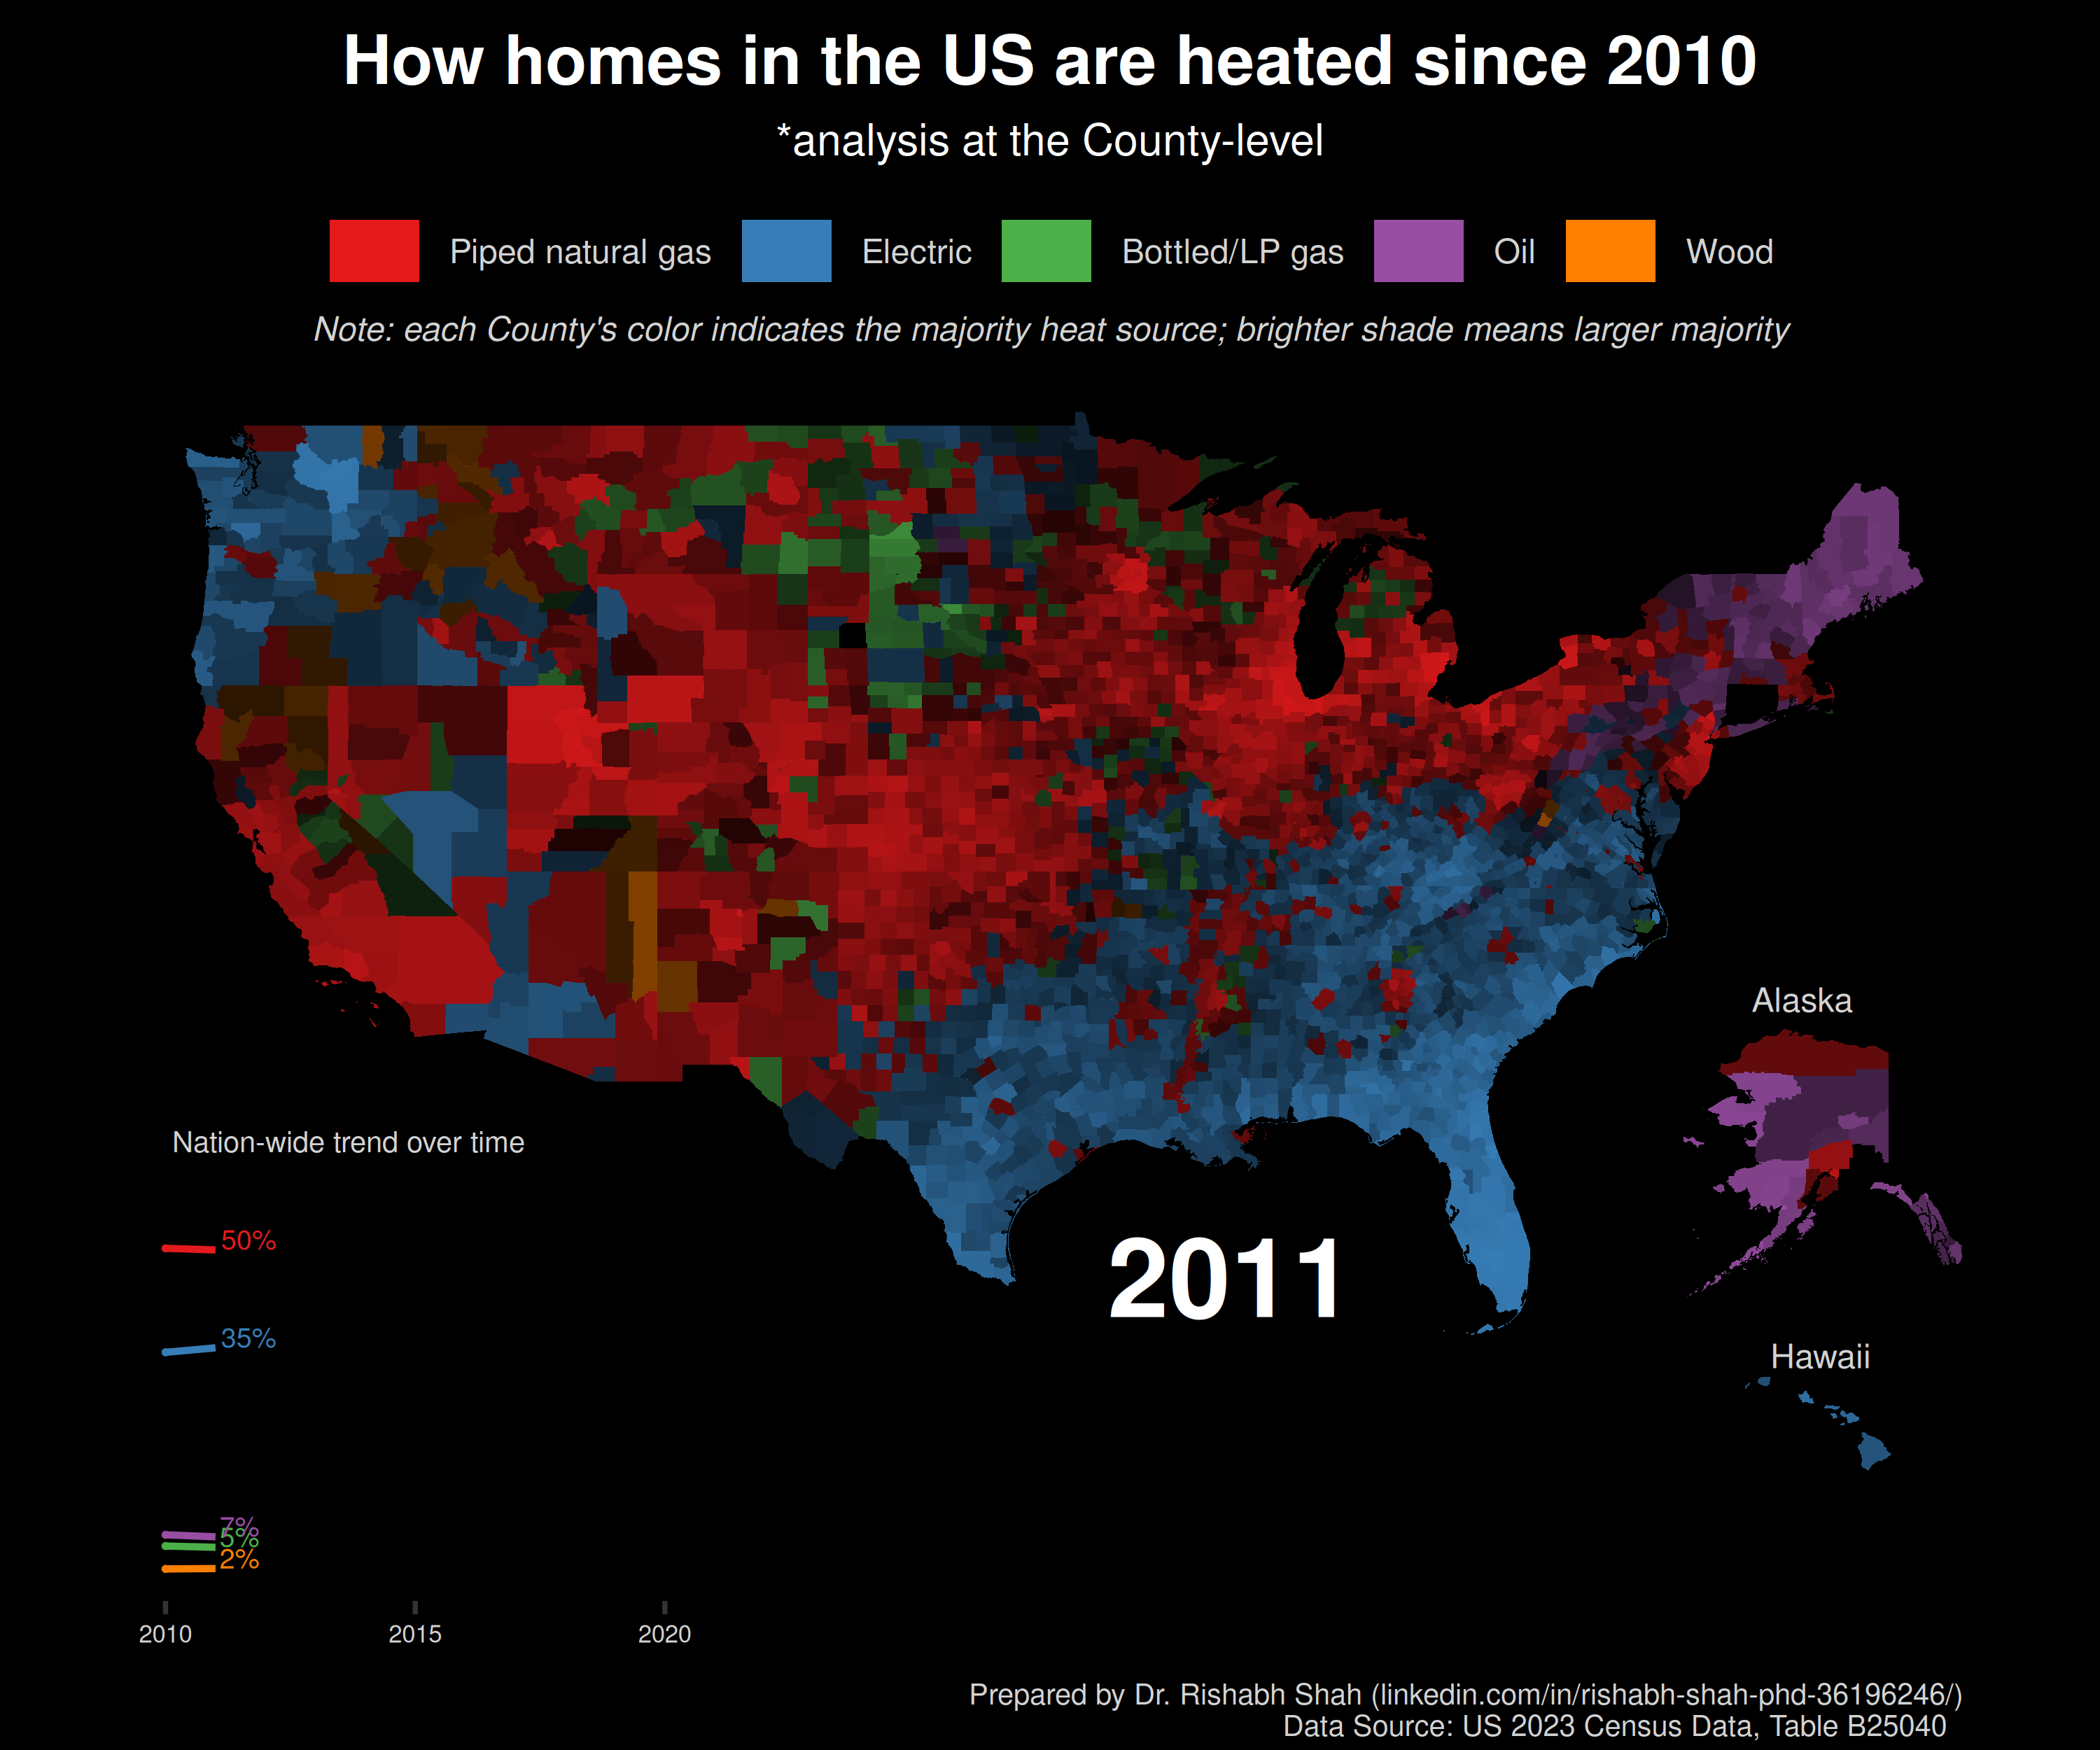 How homes in the US are heated since 2010
*analysis at the County-level
Piped natural gas Electric Bottled/LP gas Oil Wood
Note: each County's color indicates the majority heat source; brighter shade means larger majority
Alaska
Nation-wide trend over time
50%
2011
35%
Hawaii
7%
5%
2%
2010 2015 2020
Prepared by Dr. Rishabh Shah (linkedin.com/in/rishabh-shah-phd-36196246/)
Data Source: US 2023 Census Data, Table B25040